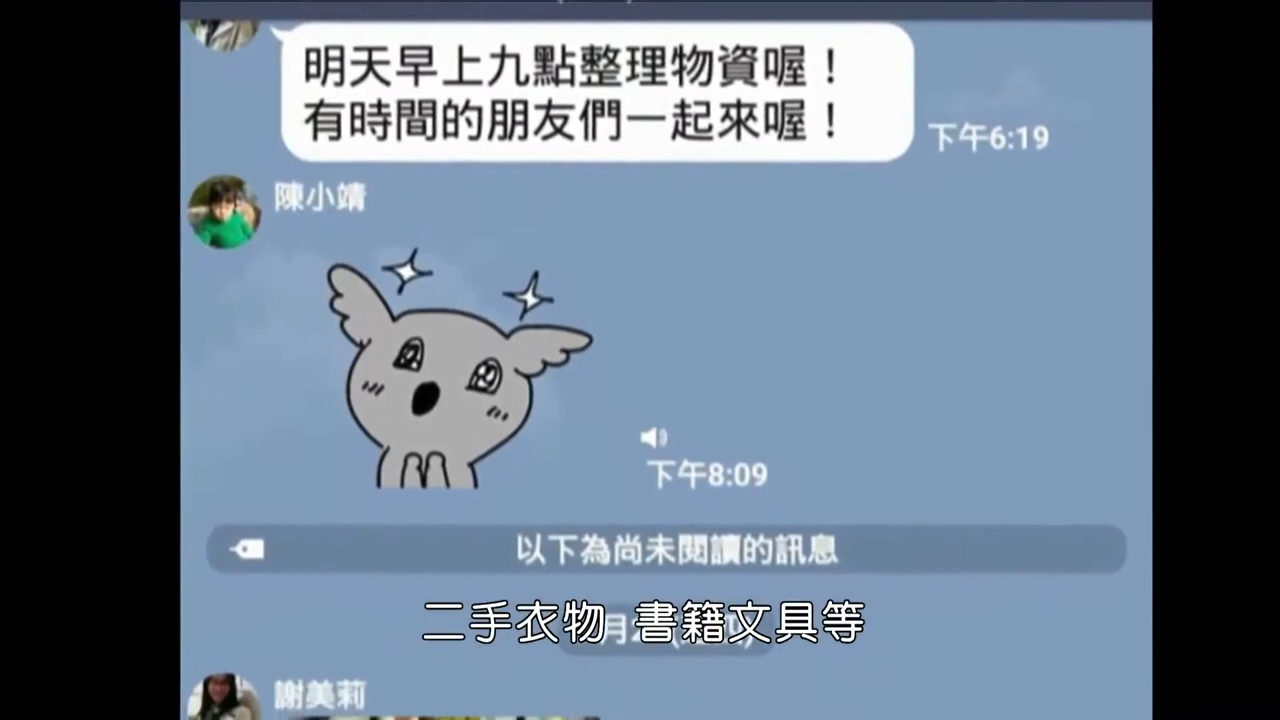 明天早上九點整理物資喔！
有時間的朋友們一起來喔！
下午6:19
陳小靖
下午8:09
以下為尚未閱讀的訊息
二手衣物 書籍文具等
謝美莉